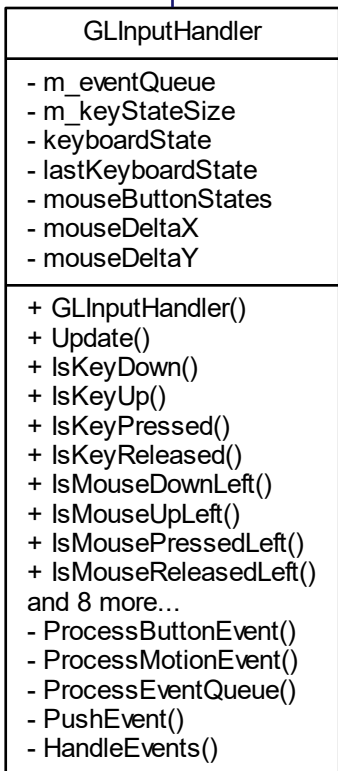 GLInputHandler
- m_eventQueue
- m_keyStateSize
- keyboardState
- lastKeyboardState
- mouseButtonStates
- mouseDeltaX
- mouseDeltaY
+ GLInputHandler()
+ Update()
+ IsKeyDown()
+ IsKeyUp()
+ IsKeyPressed()
+ IsKeyReleased()
+ IsMouseDownLeft()
+ IsMouseUpLeft()
+ IsMousePressedLeft()
+ IsMouseReleasedLeft()
and 8 more...
- ProcessButtonEvent()
- ProcessMotionEvent()
- ProcessEventQueue()
- PushEvent()
- HandleEvents()